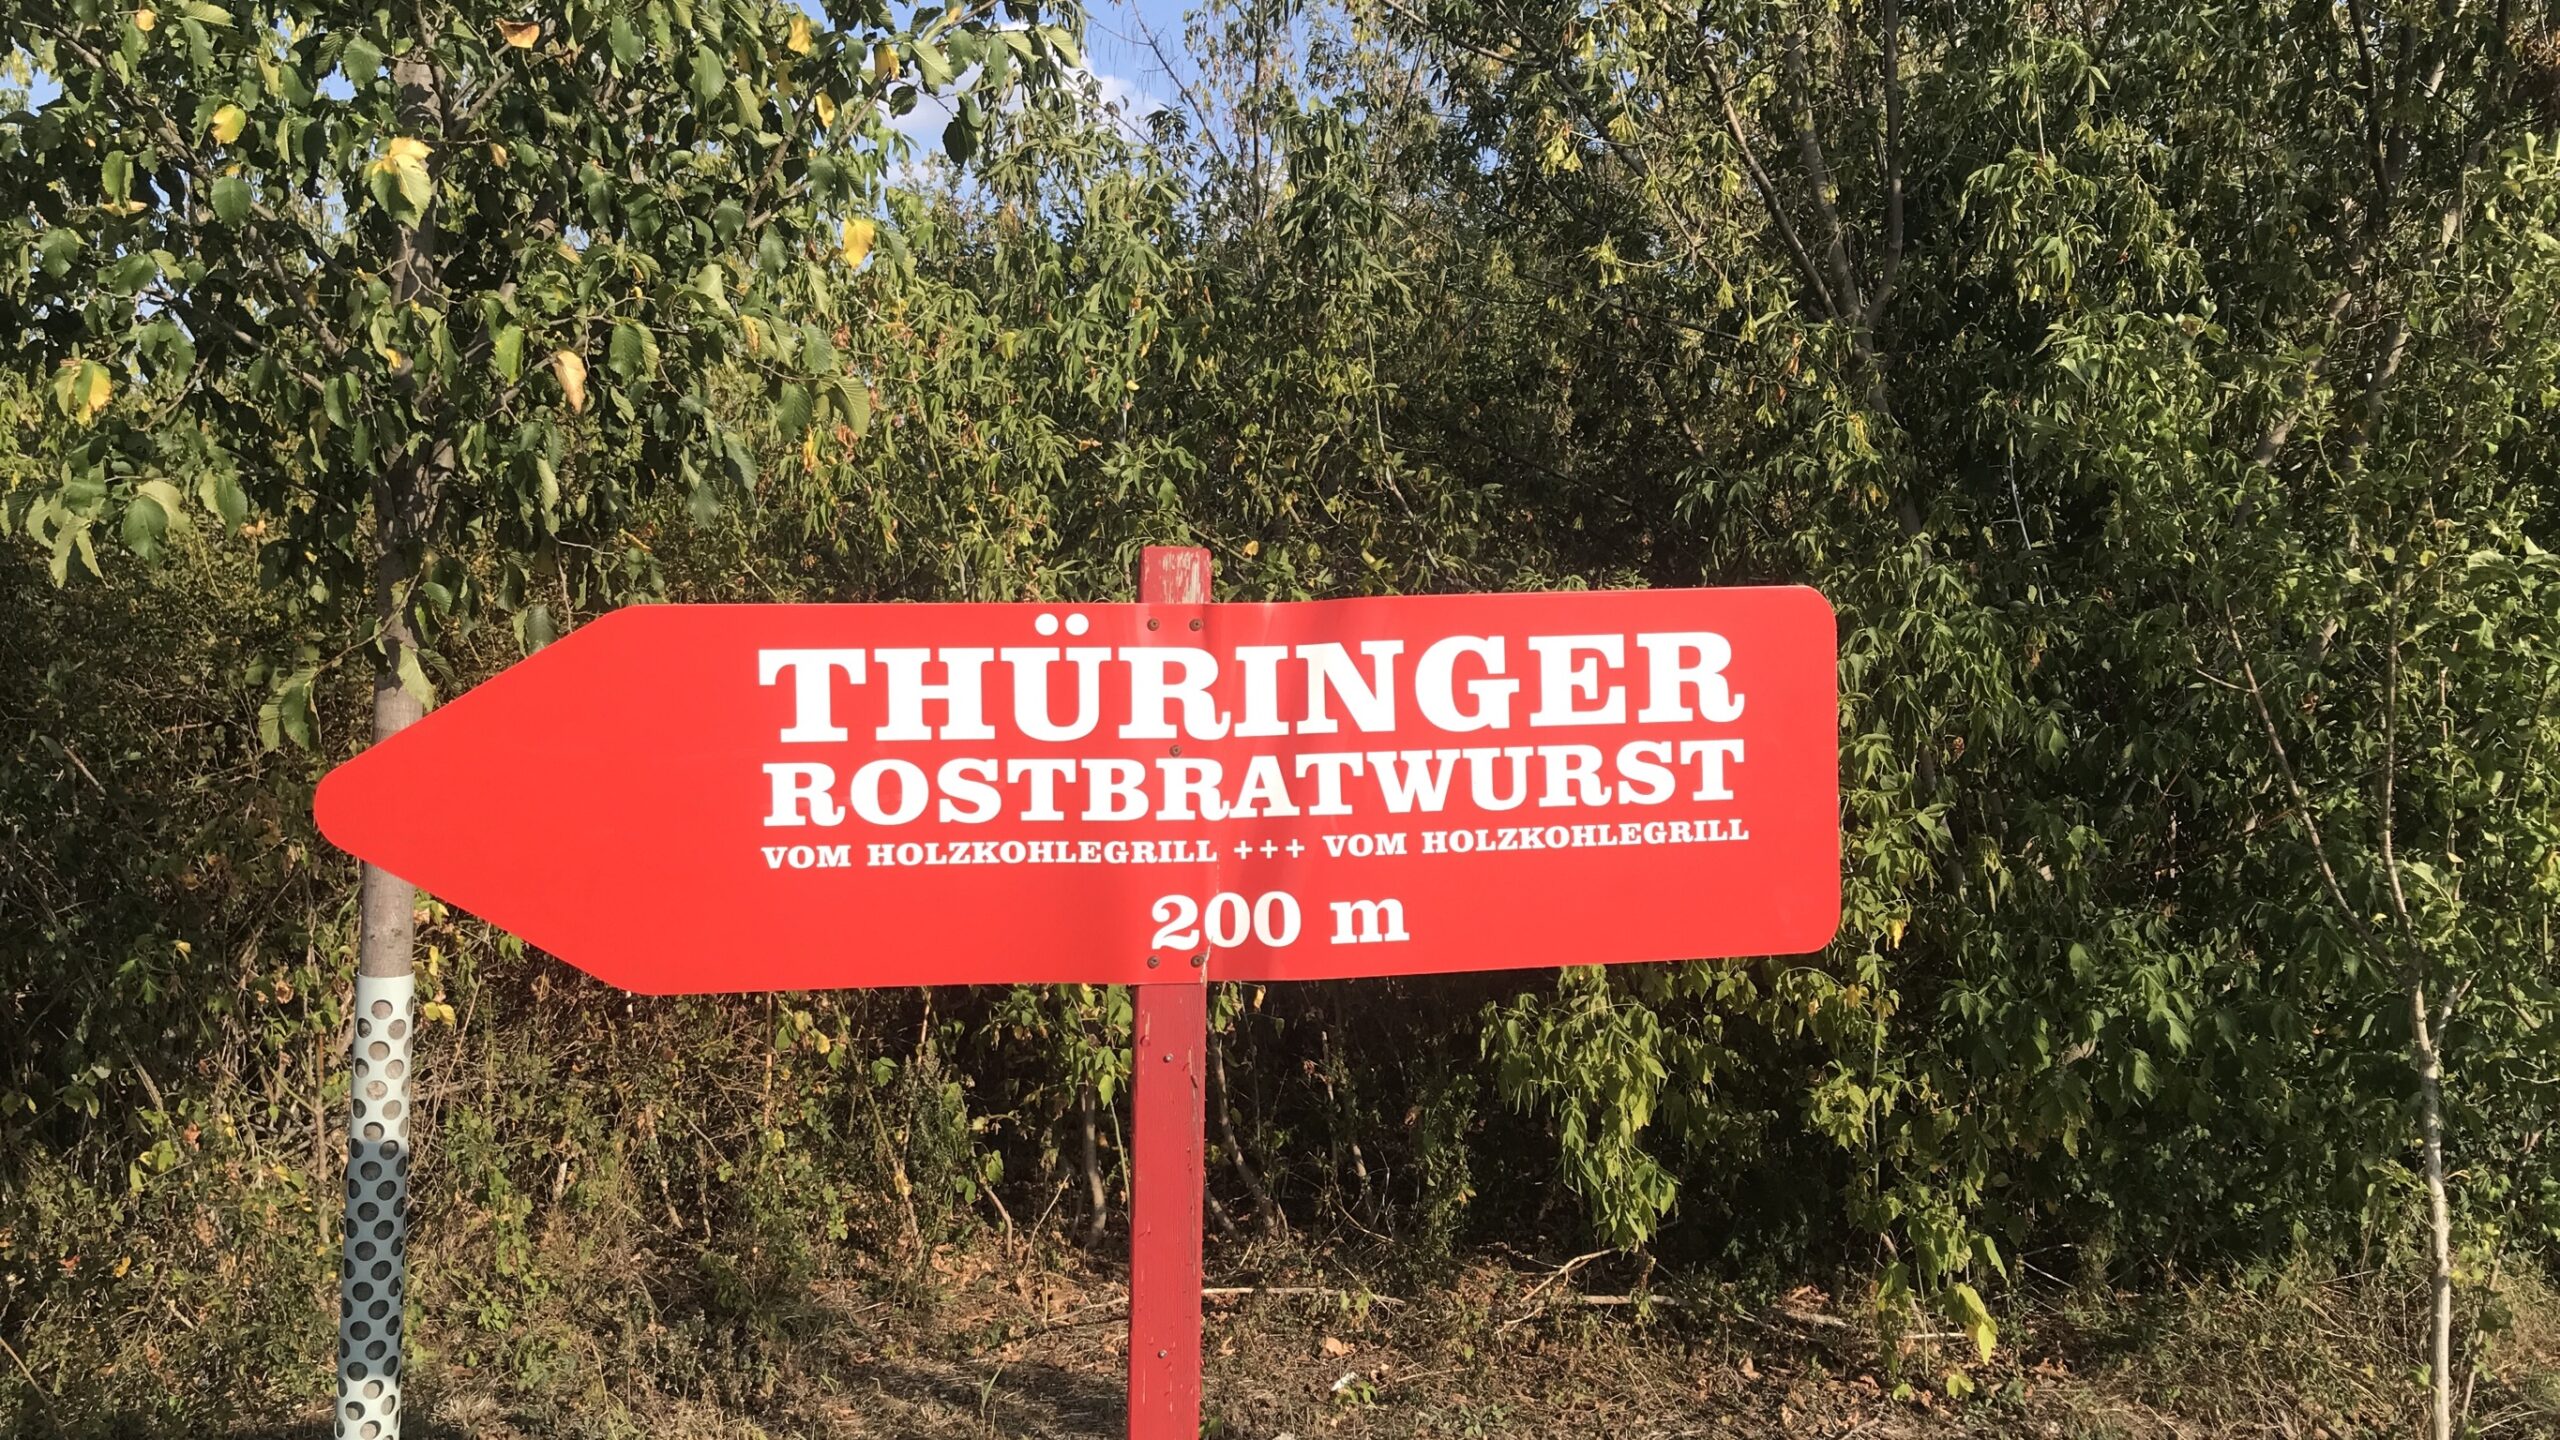 THÜRINGER
ROSTBRATWURST
VOM HOLZKOHLEGRILL +++ VOM HOLZKOHLEGRILL
200 m